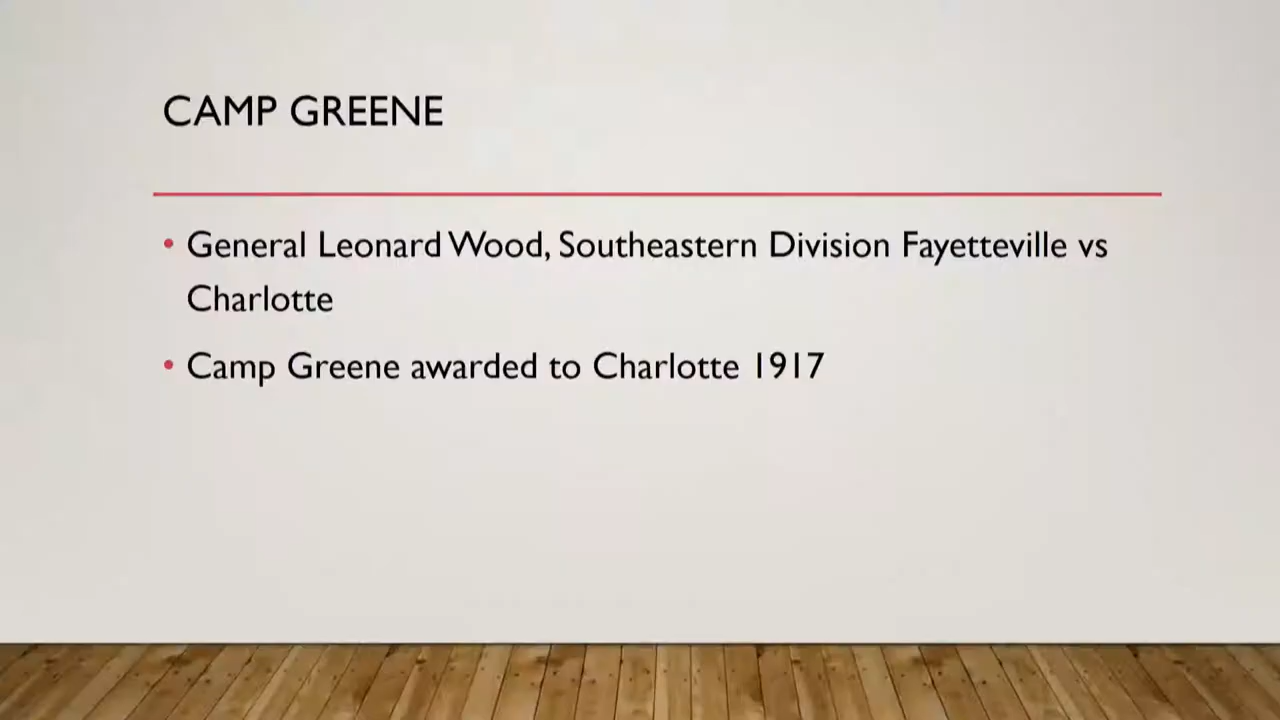 CAMP GREENE
• General Leonard Wood, Southeastern Division Fayetteville vs
Charlotte
• Camp Greene awarded to Charlotte 1917